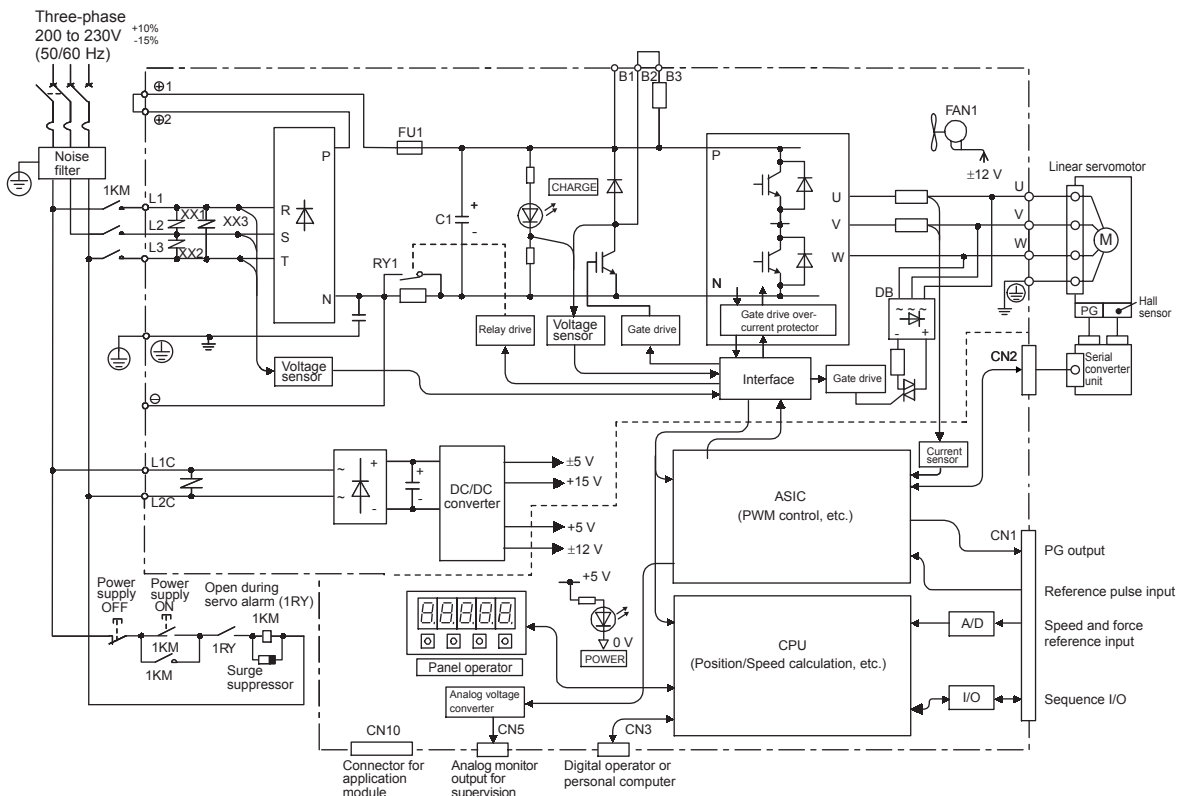 Three-phase
200 to 230V +10%
-15%
(50/60 Hz)
⊕1
⊕2
B1
B2
B3
FU1
FAN1
±12 V
Noise
filter
1KM
L1
L2
L3
XX1
XX3
XX2
P
R
S
T
N
CHARGE
C1
+
-
RY1
P
N
U
V
W
U
V
W
Linear servomotor
M
PG
Hall
sensor
DB
~ ~ ~
- +
Relay drive
Voltage
sensor
Gate drive
Gate drive over-
current protector
Voltage
sensor
Interface
Gate drive
CN2
Serial
converter
unit
⊖
Current
sensor
L1C
L2C
~
~
+
-
+
-
DC/DC
converter
±5 V
+15 V
+5 V
±12 V
ASIC
(PWM control, etc.)
CN1
PG output
Reference pulse input
Power
supply
OFF
Power
supply
ON
Open during
servo alarm (1RY)
1KM
1KM
1RY
1KM
Surge
suppressor
8.8.8.8.8.
Panel operator
+5 V
0 V
POWER
CPU
(Position/Speed calculation, etc.)
A/D
Speed and force
reference input
I/O
Sequence I/O
Analog voltage
converter
CN10
CN5
CN3
Connector for
application
module
Analog monitor
output for
supervision
Digital operator or
personal computer